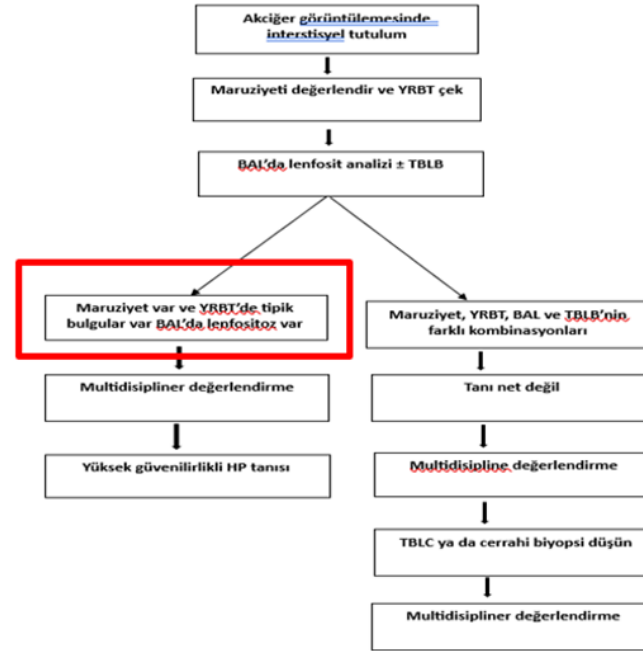 Akciğer görüntülemesinde
interstisyel tutulum
Maruziyeti değerlendir ve YRBT çek
BAL'da lenfosit analizi ± TBLB
Maruziyet var ve YRBT'de tipik
bulgular var BAL'da lenfositoz var
Multidisipliner değerlendirme
Yüksek güvenilirlikli HP tanısı
Maruziyet, YRBT, BAL ve TBLB'nin
farklı kombinasyonları
Tanı net değil
Multidisipline değerlendirme
TBLC ya da cerrahi biyopsi düşün
Multidisipliner değerlendirme